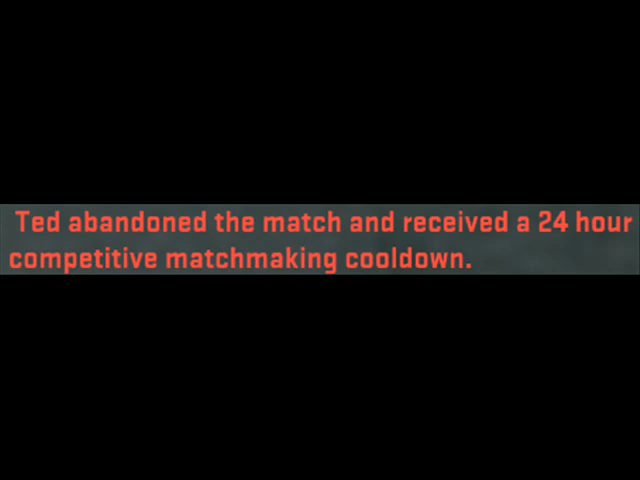 Ted abandoned the match and received a 24 hour
competitive matchmaking cooldown.